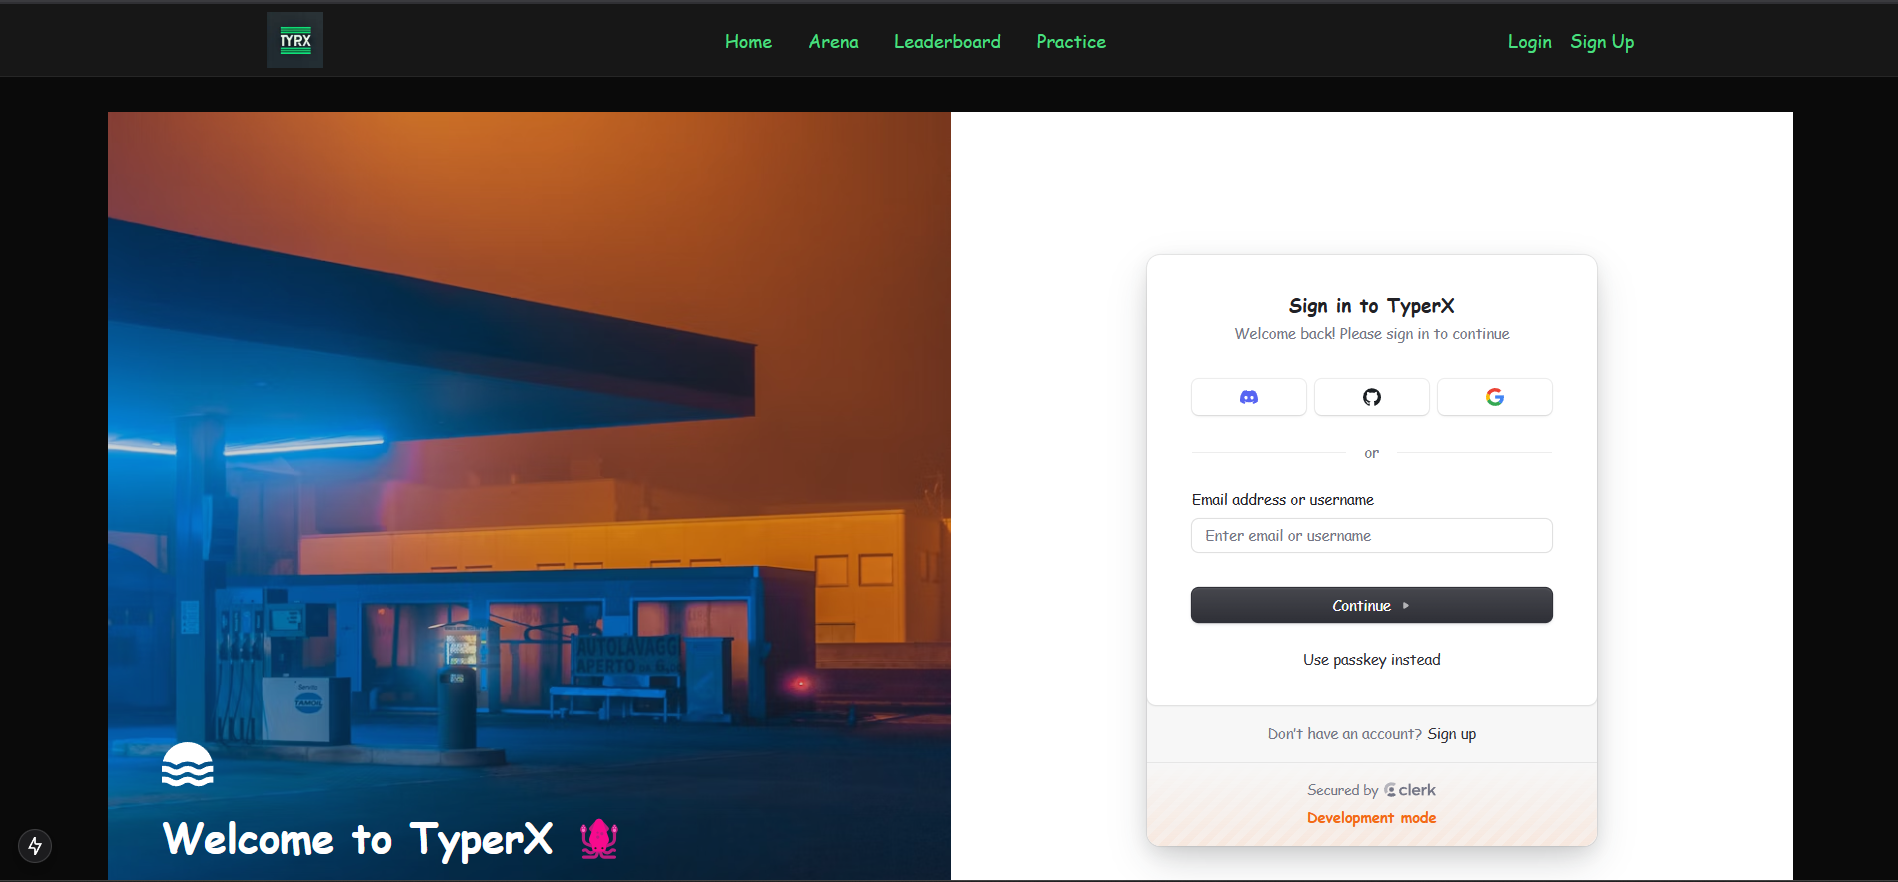 TYRX
Home Arena Leaderboard Practice
Login Sign Up
AUTOLAVAGGI
APERTO
TAMOIL
Welcome to TyperX
Sign in to TyperX
Welcome back! Please sign in to continue
or
Email address or username
Enter email or username
Continue
Use passkey instead
Don't have an account? Sign up
Secured by clerk
Development mode